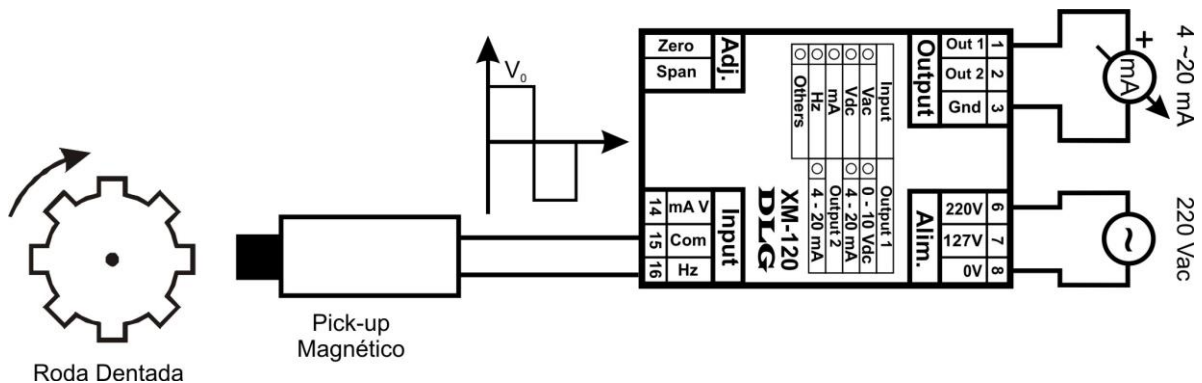 Roda Dentada
Pick-up
Magnético
V₀
Zero
Span
Adj.
14 mA V
15 Com
16 Hz
Input
Input
Vac
Vdc
mA
Hz
Others
Output 1
0 - 10 Vdc
4 - 20 mA
Output 2
4 - 20 mA
XM-120
DLG
Output
Out 1 1
Out 2 2
Gnd 3
Alim.
220V 6
127V 7
0V 8
+
mA
4 ~20 mA
~
220 Vac